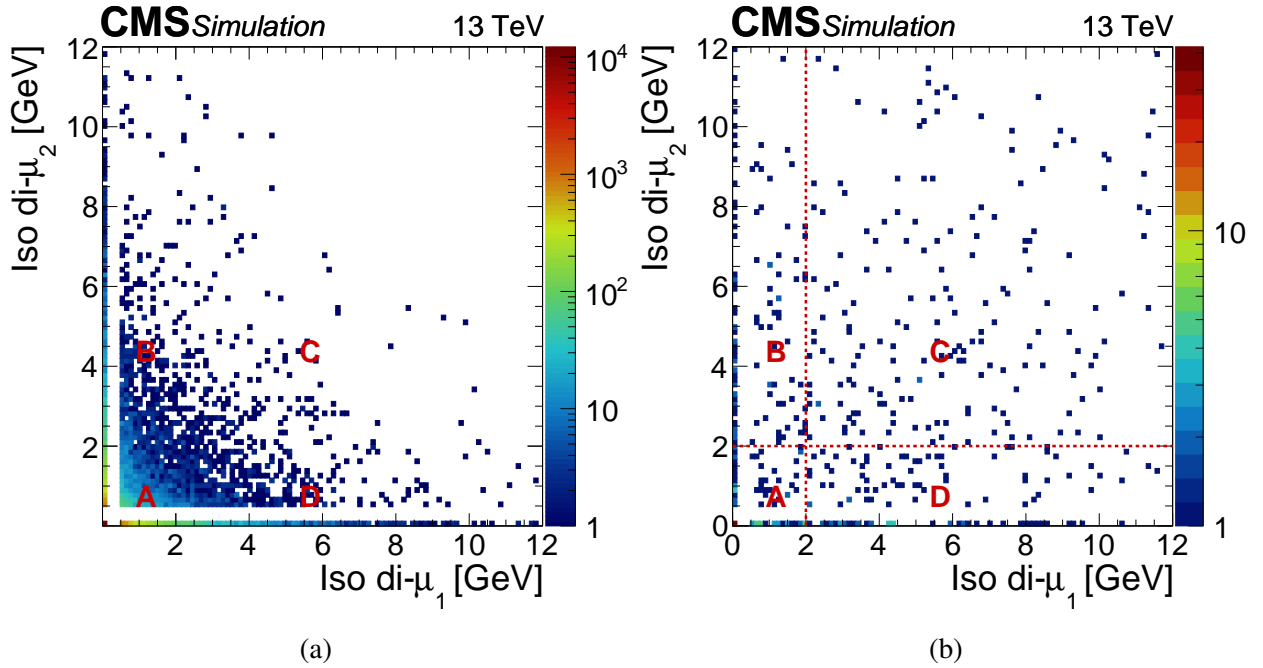 CMS Simulation 13 TeV
Iso di-μ2 [GeV]
12
10
8
6
4
2
B
C
A
D
2 4 6 8 10 12
Iso di-μ1 [GeV]
10^4
10^3
10^2
10
1
(a)
CMS Simulation 13 TeV
Iso di-μ2 [GeV]
12
10
8
6
4
2
0
B
C
A
D
0 2 4 6 8 10 12
Iso di-μ1 [GeV]
10
1
(b)